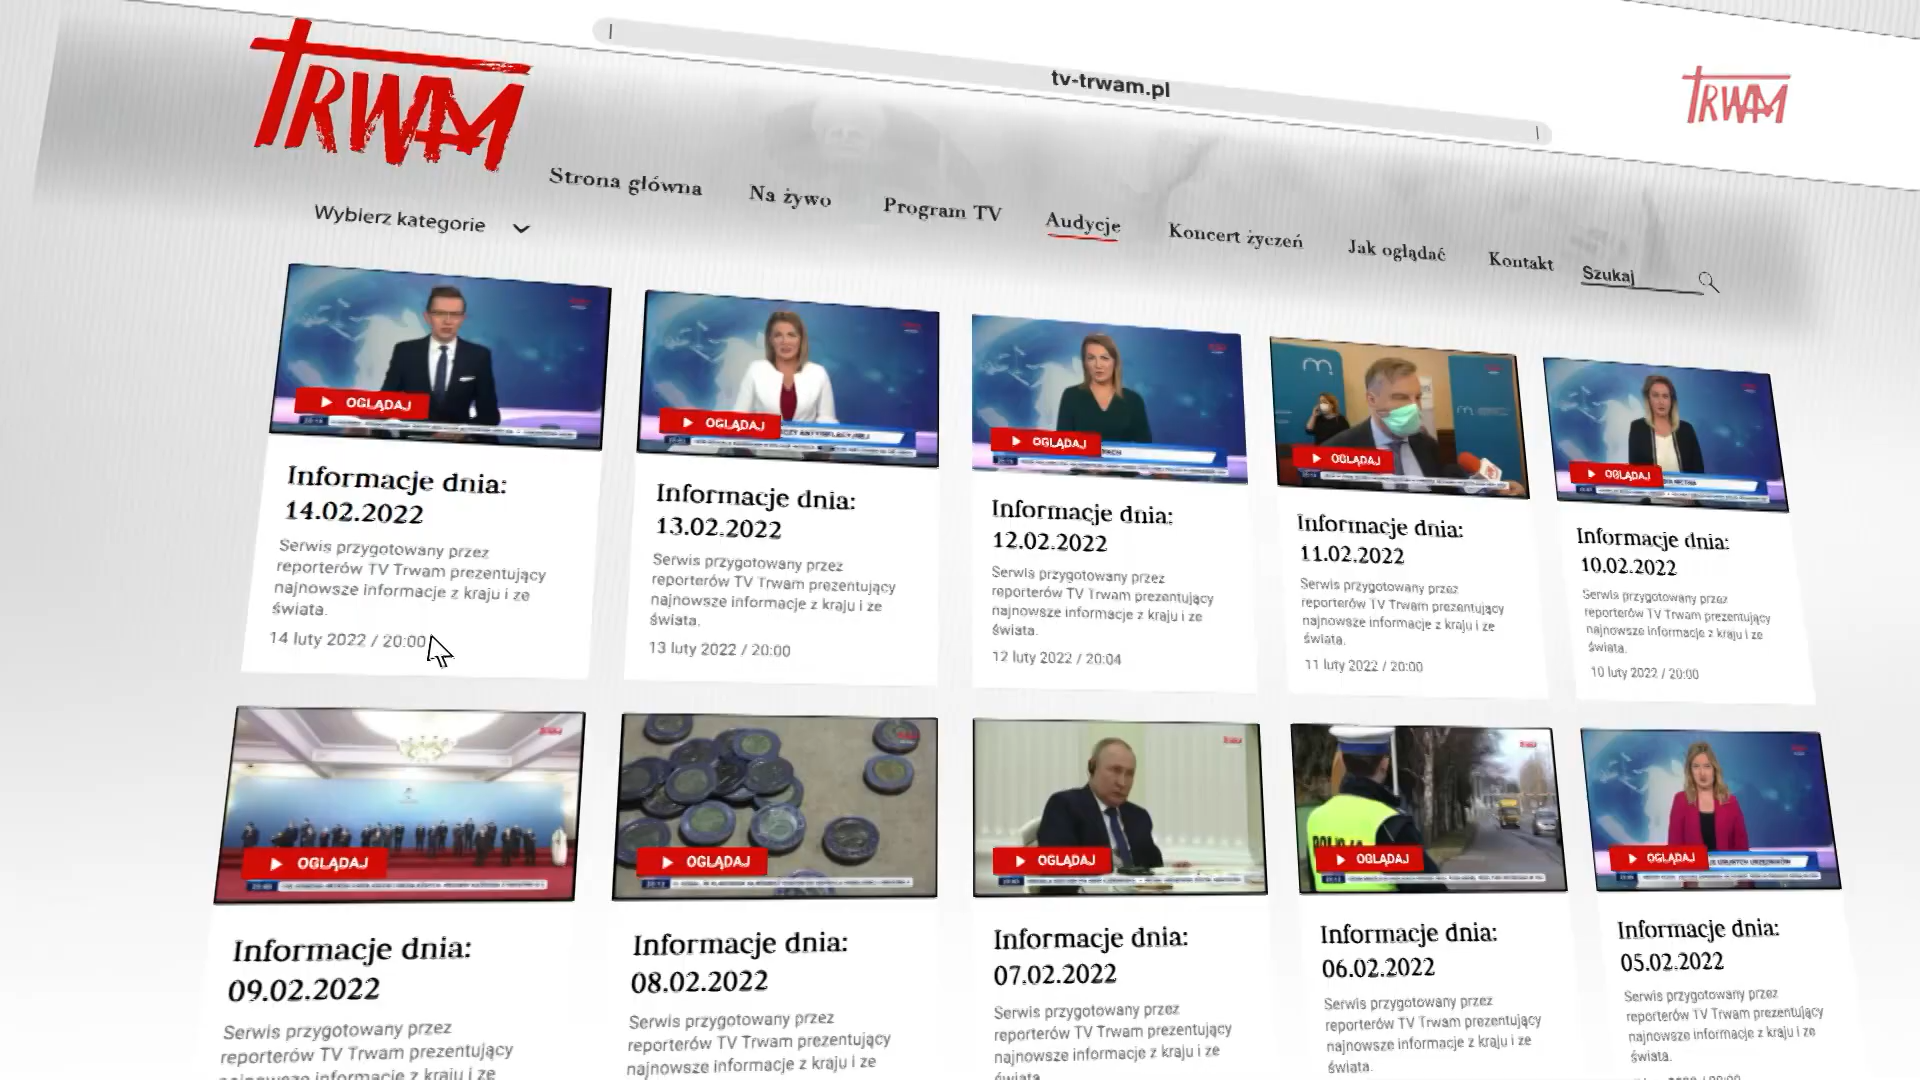 tv-trwam.pl
TRWAM
TRWAM
Strona główna
Na żywo
Program TV
Audycje
Koncert życzeń
Jak oglądać
Kontakt
Szukaj
Wybierz kategorie
OGLĄDAJ
OGLĄDAJ
OGLĄDAJ
OGLĄDAJ
OGLĄDAJ
Informacje dnia:
14.02.2022
Serwis przygotowany przez
reporterów TV Trwam prezentujący
najnowsze informacje z kraju i ze
świata.
14 luty 2022 / 20:00
Informacje dnia:
13.02.2022
Serwis przygotowany przez
reporterów TV Trwam prezentujący
najnowsze informacje z kraju i ze
świata.
13 luty 2022 / 20:00
Informacje dnia:
12.02.2022
Serwis przygotowany przez
reporterów TV Trwam prezentujący
najnowsze informacje z kraju i ze
świata.
12 luty 2022 / 20:04
Informacje dnia:
11.02.2022
Serwis przygotowany przez
reporterów TV Trwam prezentujący
najnowsze informacje z kraju i ze
świata.
11 luty 2022 / 20:00
Informacje dnia:
10.02.2022
Serwis przygotowany przez
reporterów TV Trwam prezentujący
najnowsze informacje z kraju i ze
świata.
10 luty 2022 / 20:00
OGLĄDAJ
OGLĄDAJ
OGLĄDAJ
OGLĄDAJ
OGLĄDAJ
Informacje dnia:
09.02.2022
Serwis przygotowany przez
reporterów TV Trwam prezentujący
najnowsze informacje z kraju i ze
Informacje dnia:
08.02.2022
Serwis przygotowany przez
reporterów TV Trwam prezentujący
najnowsze informacje z kraju i ze
Informacje dnia:
07.02.2022
Serwis przygotowany przez
reporterów TV Trwam prezentujący
najnowsze informacje z kraju i ze
świata.
Informacje dnia:
06.02.2022
Serwis przygotowany przez
reporterów TV Trwam prezentujący
najnowsze informacje z kraju i ze
świata.
Informacje dnia:
05.02.2022
Serwis przygotowany przez
reporterów TV Trwam prezentujący
najnowsze informacje z kraju i ze
świata.